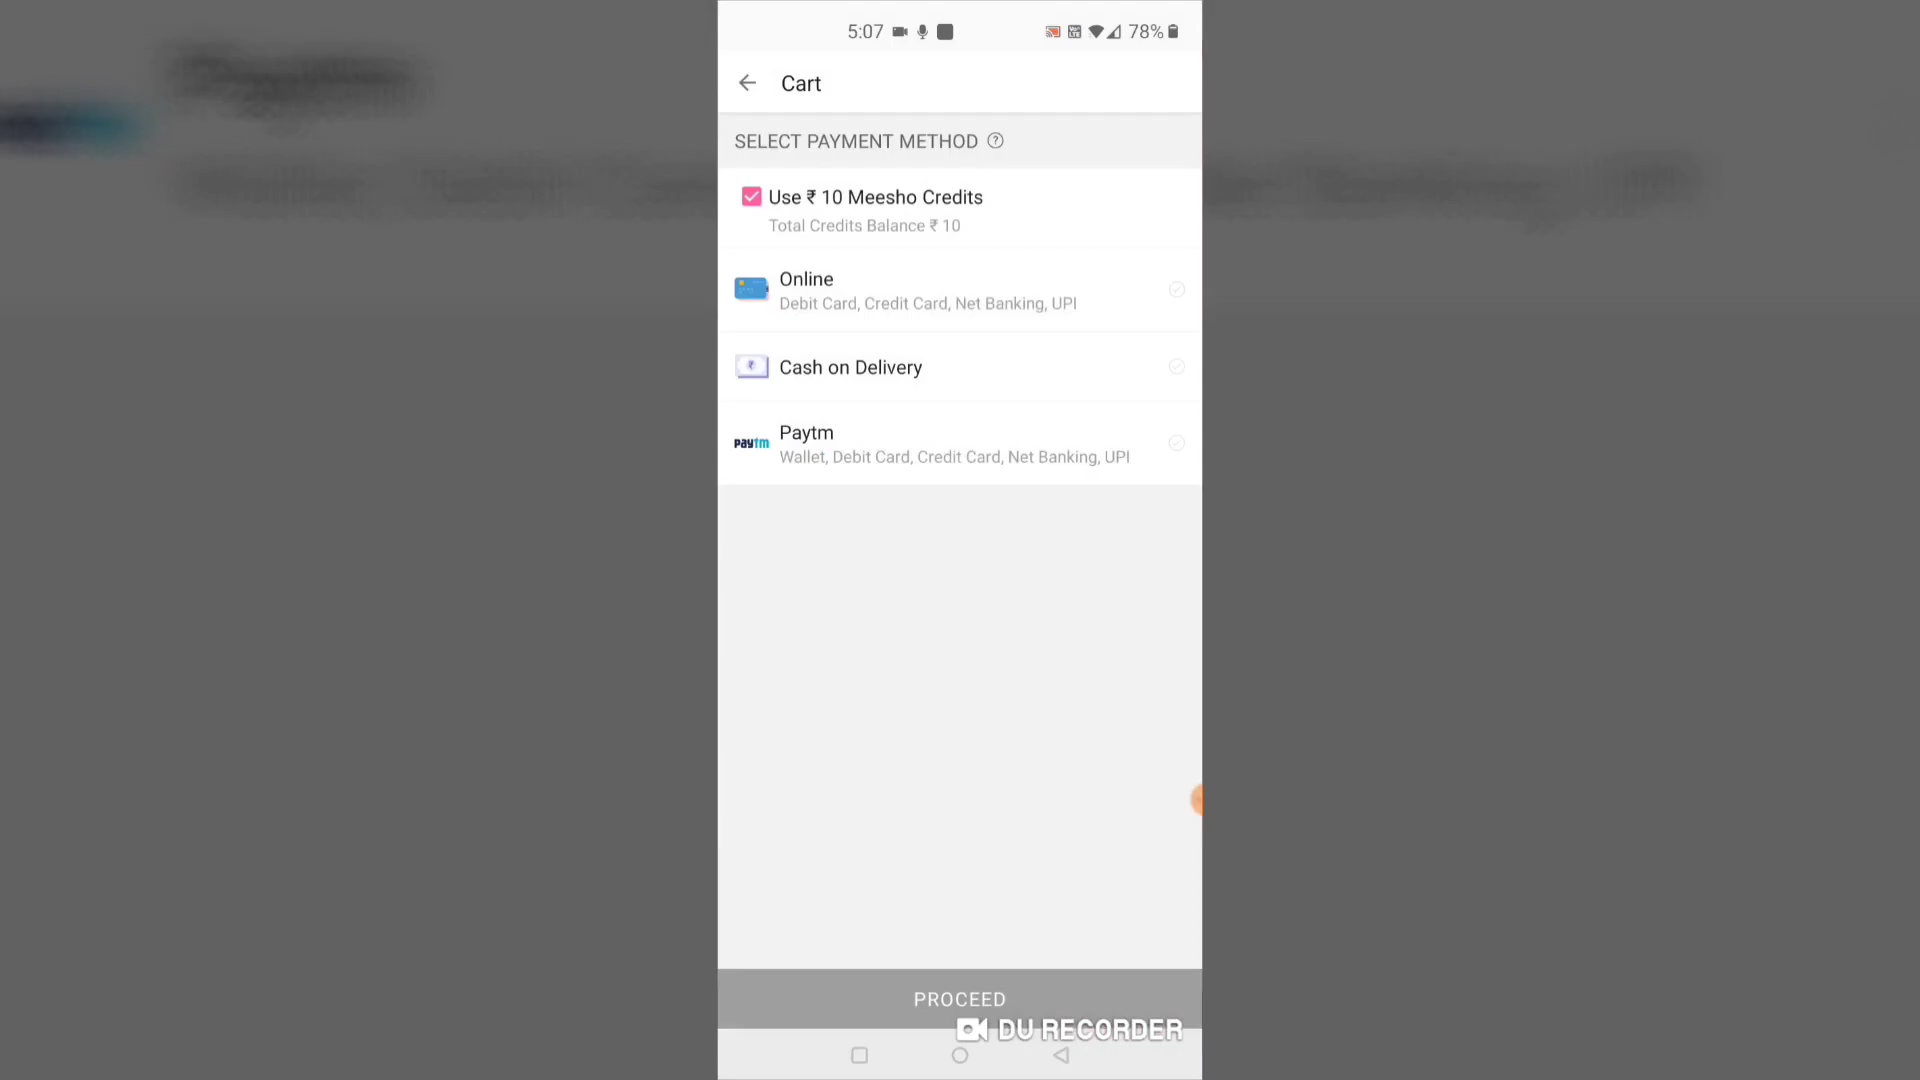 5:07 78%
Cart
SELECT PAYMENT METHOD ?
Use ₹ 10 Meesho Credits
Total Credits Balance ₹ 10
Online
Debit Card, Credit Card, Net Banking, UPI
Cash on Delivery
paytm
Paytm
Wallet, Debit Card, Credit Card, Net Banking, UPI
PROCEED
DU RECORDER